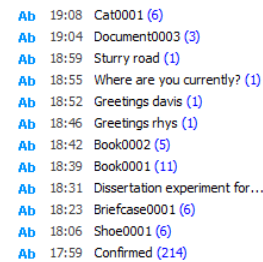 Ab 19:08 Cat0001 (6)
Ab 19:04 Document0003 (3)
Ab 18:59 Sturry road (1)
Ab 18:55 Where are you currently? (1)
Ab 18:52 Greetings davis (1)
Ab 18:46 Greetings rhys (1)
Ab 18:42 Book0002 (5)
Ab 18:39 Book0001 (11)
Ab 18:31 Dissertation experiment for...
Ab 18:23 Briefcase0001 (6)
Ab 18:06 Shoe0001 (6)
Ab 17:59 Confirmed (214)